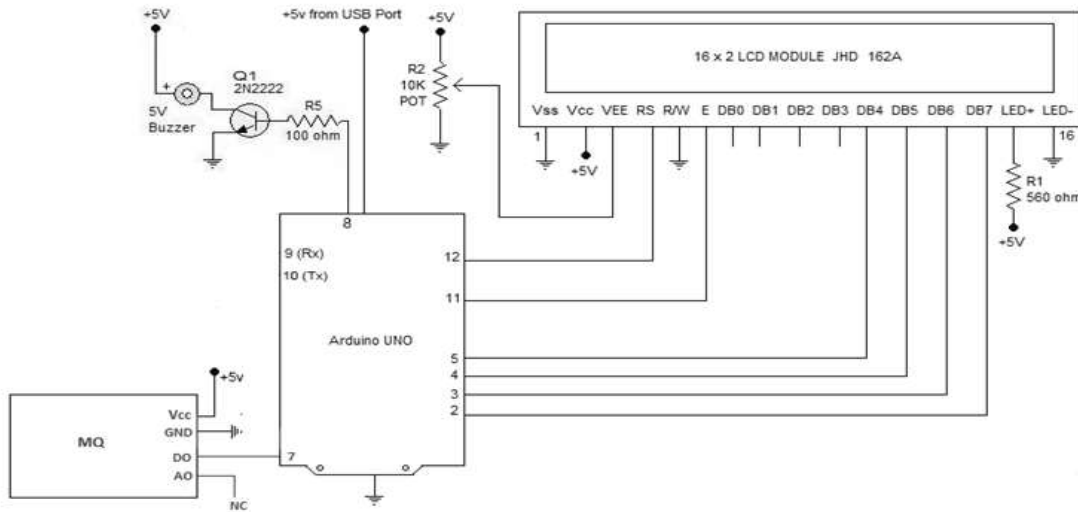 +5V
+5v from USB Port
+5V
Q1
2N2222
+
5V
Buzzer
R5
100 ohm
R2
10K
POT
16 x 2 LCD MODULE JHD 162A
Vss Vcc VEE RS R/W E DB0 DB1 DB2 DB3 DB4 DB5 DB6 DB7 LED+ LED-
1
16
+5V
R1
560 ohm
+5V
8
9 (Rx)
10 (Tx)
12
11
Arduino UNO
5
4
3
2
7
+5v
MQ
Vcc
GND
DO
AO
NC